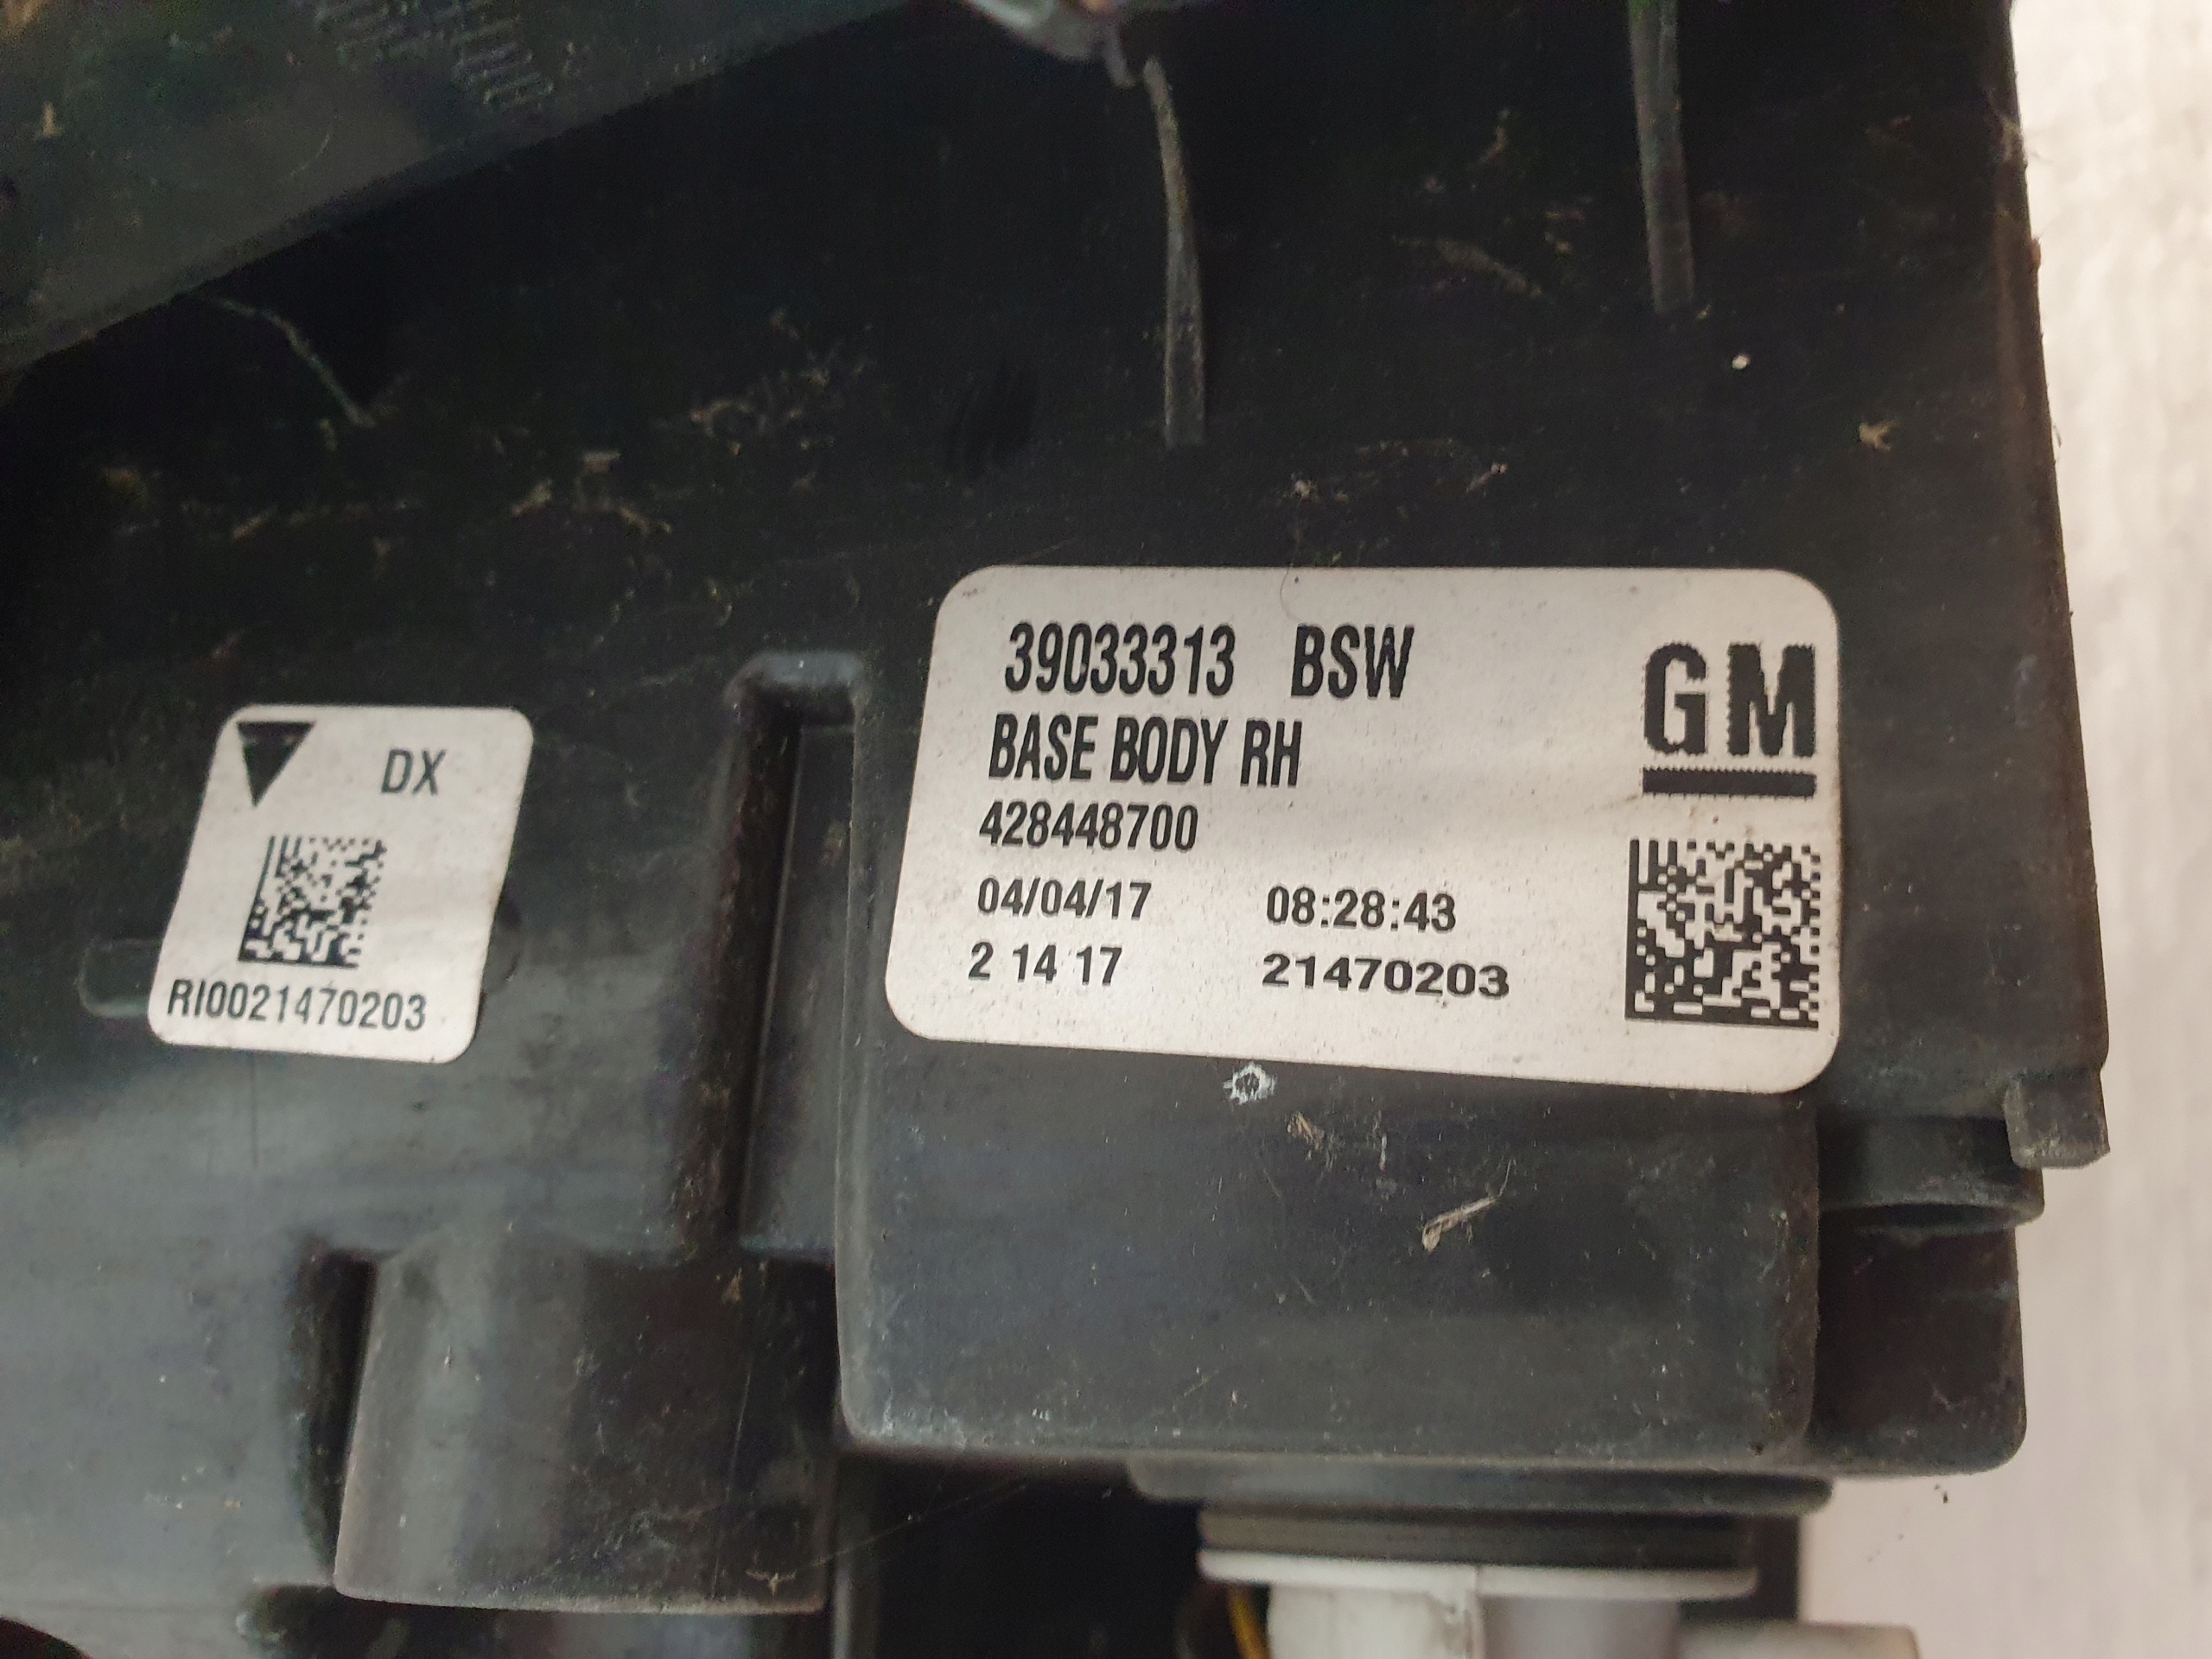 39033313 BSW
GM
BASE BODY RH
428448700
04/04/17 08:28:43
2 14 17 21470203
DX
RI0021470203